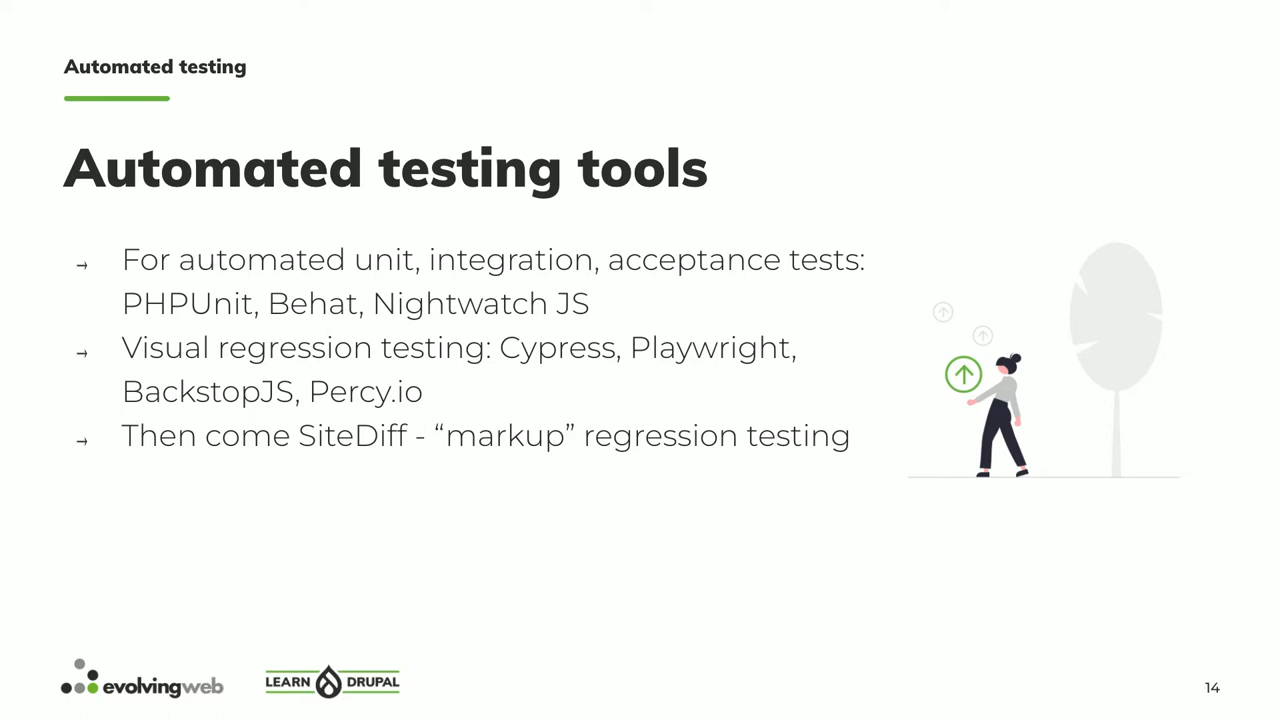 Automated testing
Automated testing tools
→ For automated unit, integration, acceptance tests:
PHPUnit, Behat, Nightwatch JS
→ Visual regression testing: Cypress, Playwright,
BackstopJS, Percy.io
→ Then come SiteDiff - “markup” regression testing
evolvingweb
LEARN DRUPAL
14